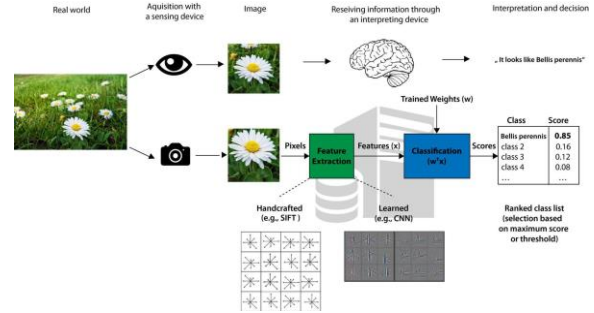 Real world
Aquisition with
a sensing device
Image
Reseiving information through
an interpreting device
Interpretation and decision
„ It looks like Bellis perennis“
Trained Weights (w)
Pixels
Feature
Extraction
Features (x)
Classification
(w'x)
Scores
Class Score
Bellis perennis 0.85
class 2 0.16
class 3 0.12
class 4 0.08
... ...
Handcrafted
(e.g., SIFT )
Learned
(e.g., CNN)
Ranked class list
(selection based
on maximum score
or threshold)